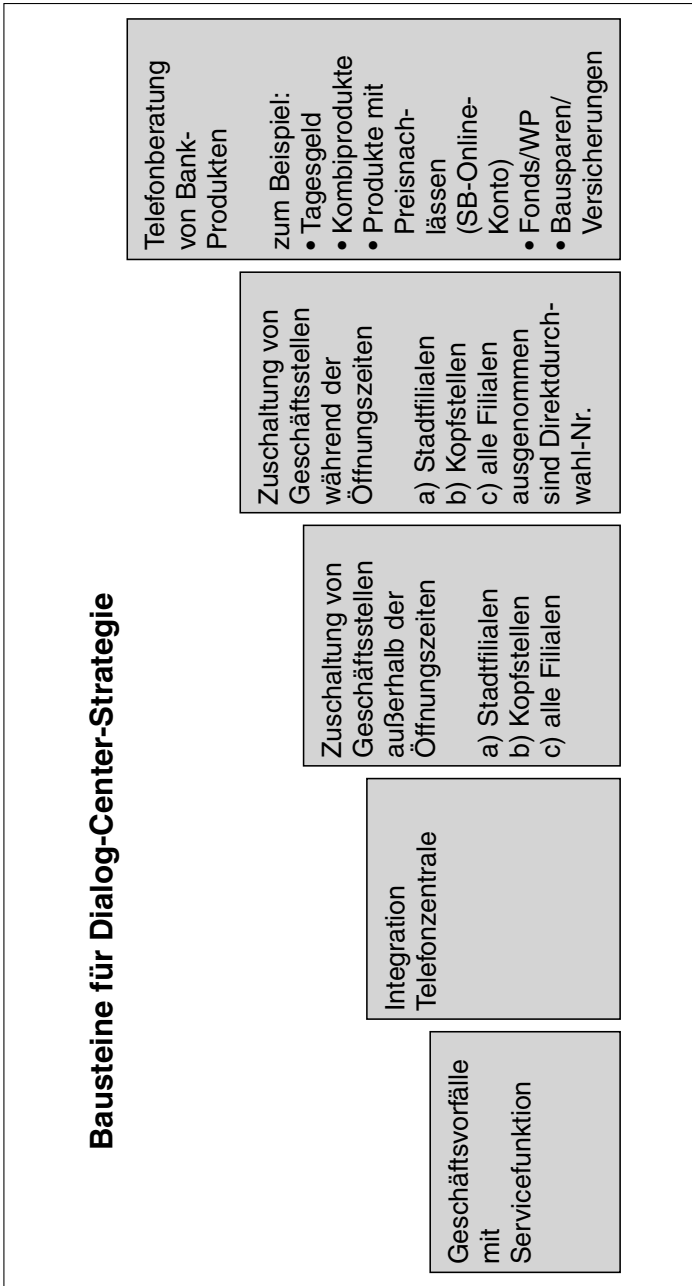 Bausteine für Dialog-Center-Strategie
Geschäftsvorfälle
mit
Servicefunktion
Integration
Telefonzentrale
Zuschaltung von
Geschäftsstellen
außerhalb der
Öffnungszeiten
a) Stadtfilialen
b) Kopfstellen
c) alle Filialen
Zuschaltung von
Geschäftsstellen
während der
Öffnungszeiten
a) Stadtfilialen
b) Kopfstellen
c) alle Filialen
ausgenommen
sind Direktdurch-
wahl-Nr.
Telefonberatung
von Bank-
Produkten
zum Beispiel:
• Tagesgeld
• Kombiprodukte
• Produkte mit
Preisnach-
lässen
(SB-Online-
Konto)
• Fonds/WP
• Bausparen/
Versicherungen